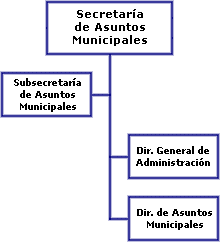 Secretaría
de Asuntos
Municipales
Subsecretaría
de Asuntos
Municipales
Dir. General de
Administración
Dir. de Asuntos
Municipales